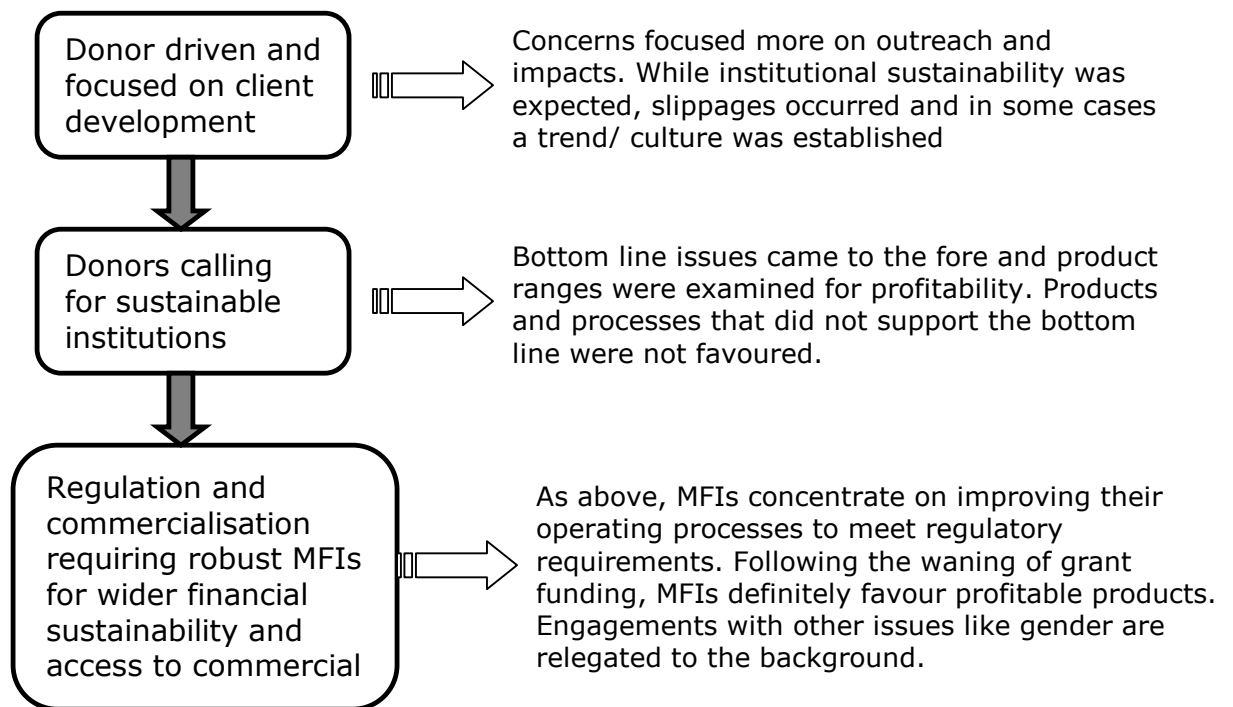 Donor driven and
focused on client
development
Concerns focused more on outreach and
impacts. While institutional sustainability was
expected, slippages occurred and in some cases
a trend/ culture was established
Donors calling
for sustainable
institutions
Bottom line issues came to the fore and product
ranges were examined for profitability. Products
and processes that did not support the bottom
line were not favoured.
Regulation and
commercialisation
requiring robust MFIs
for wider financial
sustainability and
access to commercial
As above, MFIs concentrate on improving their
operating processes to meet regulatory
requirements. Following the waning of grant
funding, MFIs definitely favour profitable products.
Engagements with other issues like gender are
relegated to the background.